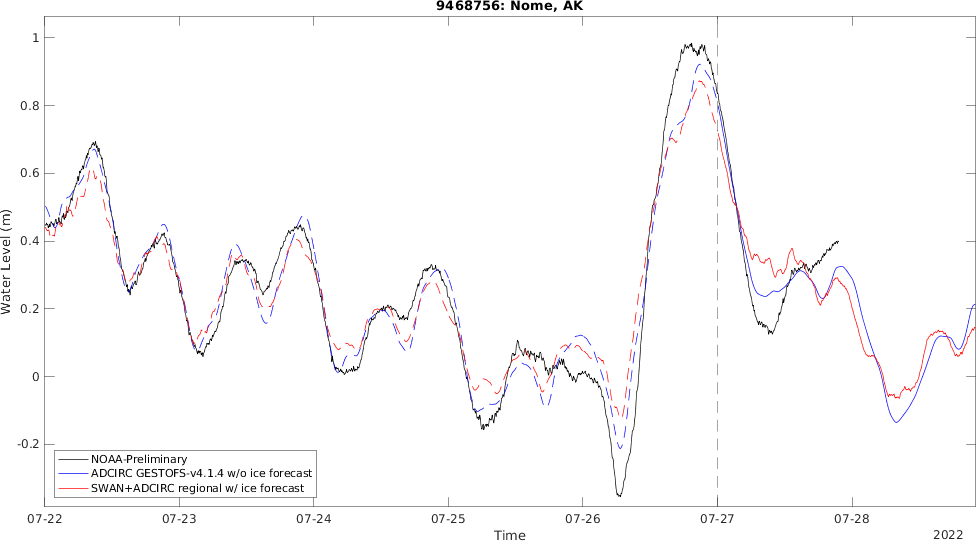 9468756: Nome, AK
Water Level (m)
1
0.8
0.6
0.4
0.2
0
-0.2
NOAA-Preliminary
ADCIRC GESTOFS-v4.1.4 w/o ice forecast
SWAN+ADCIRC regional w/ ice forecast
07-22 07-23 07-24 07-25 07-26 07-27 07-28
Time
2022